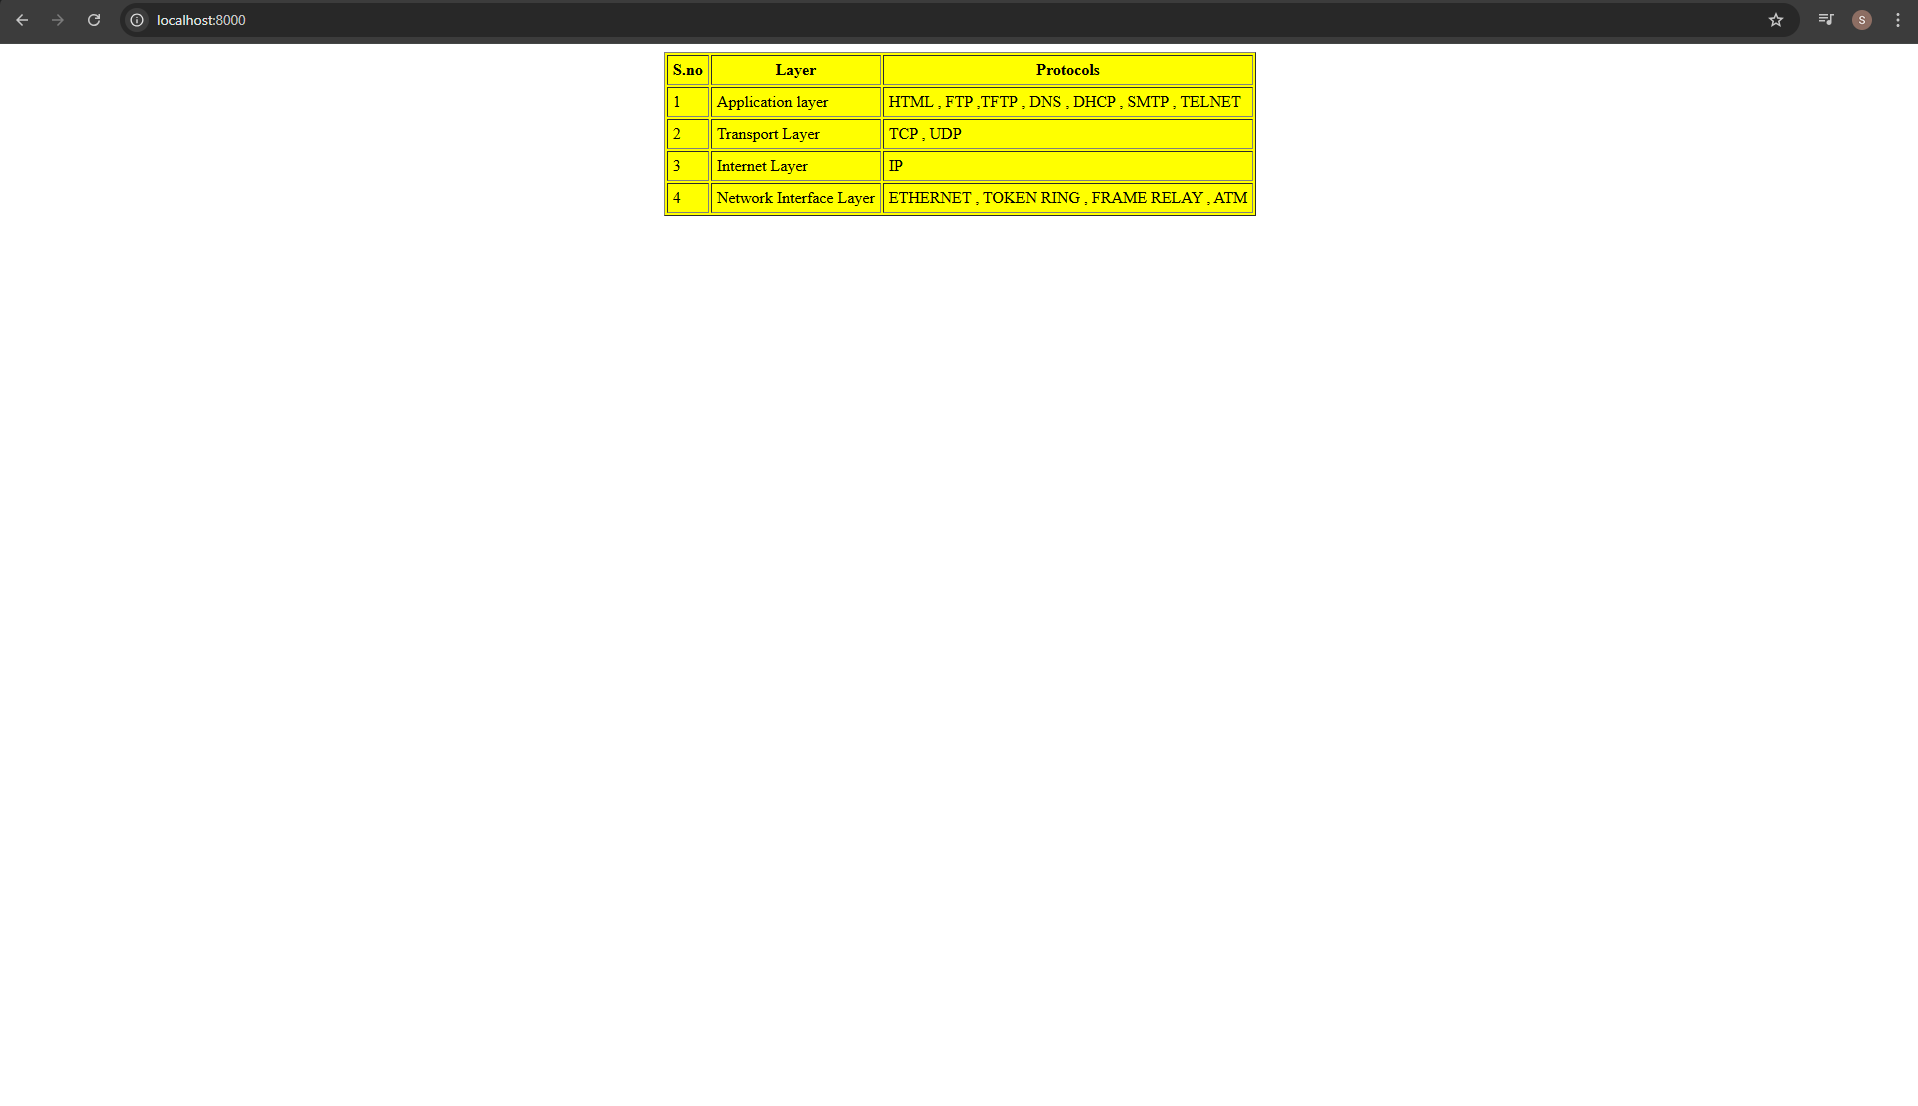 localhost:8000
S
S.no Layer Protocols
1 Application layer HTML , FTP ,TFTP , DNS , DHCP , SMTP , TELNET
2 Transport Layer TCP , UDP
3 Internet Layer IP
4 Network Interface Layer ETHERNET , TOKEN RING , FRAME RELAY , ATM